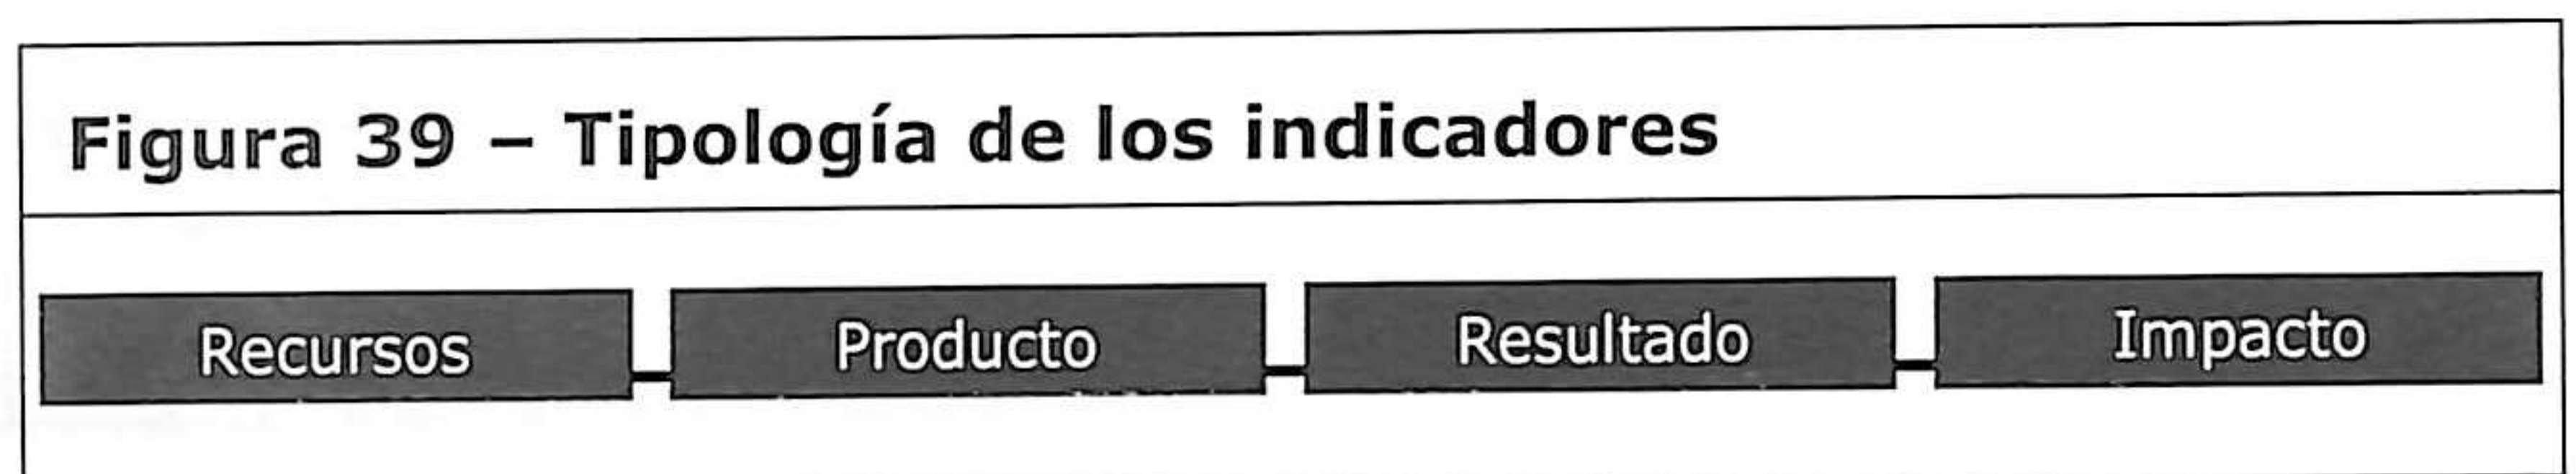 Figura 39 – Tipología de los indicadores
Recursos Producto Resultado Impacto